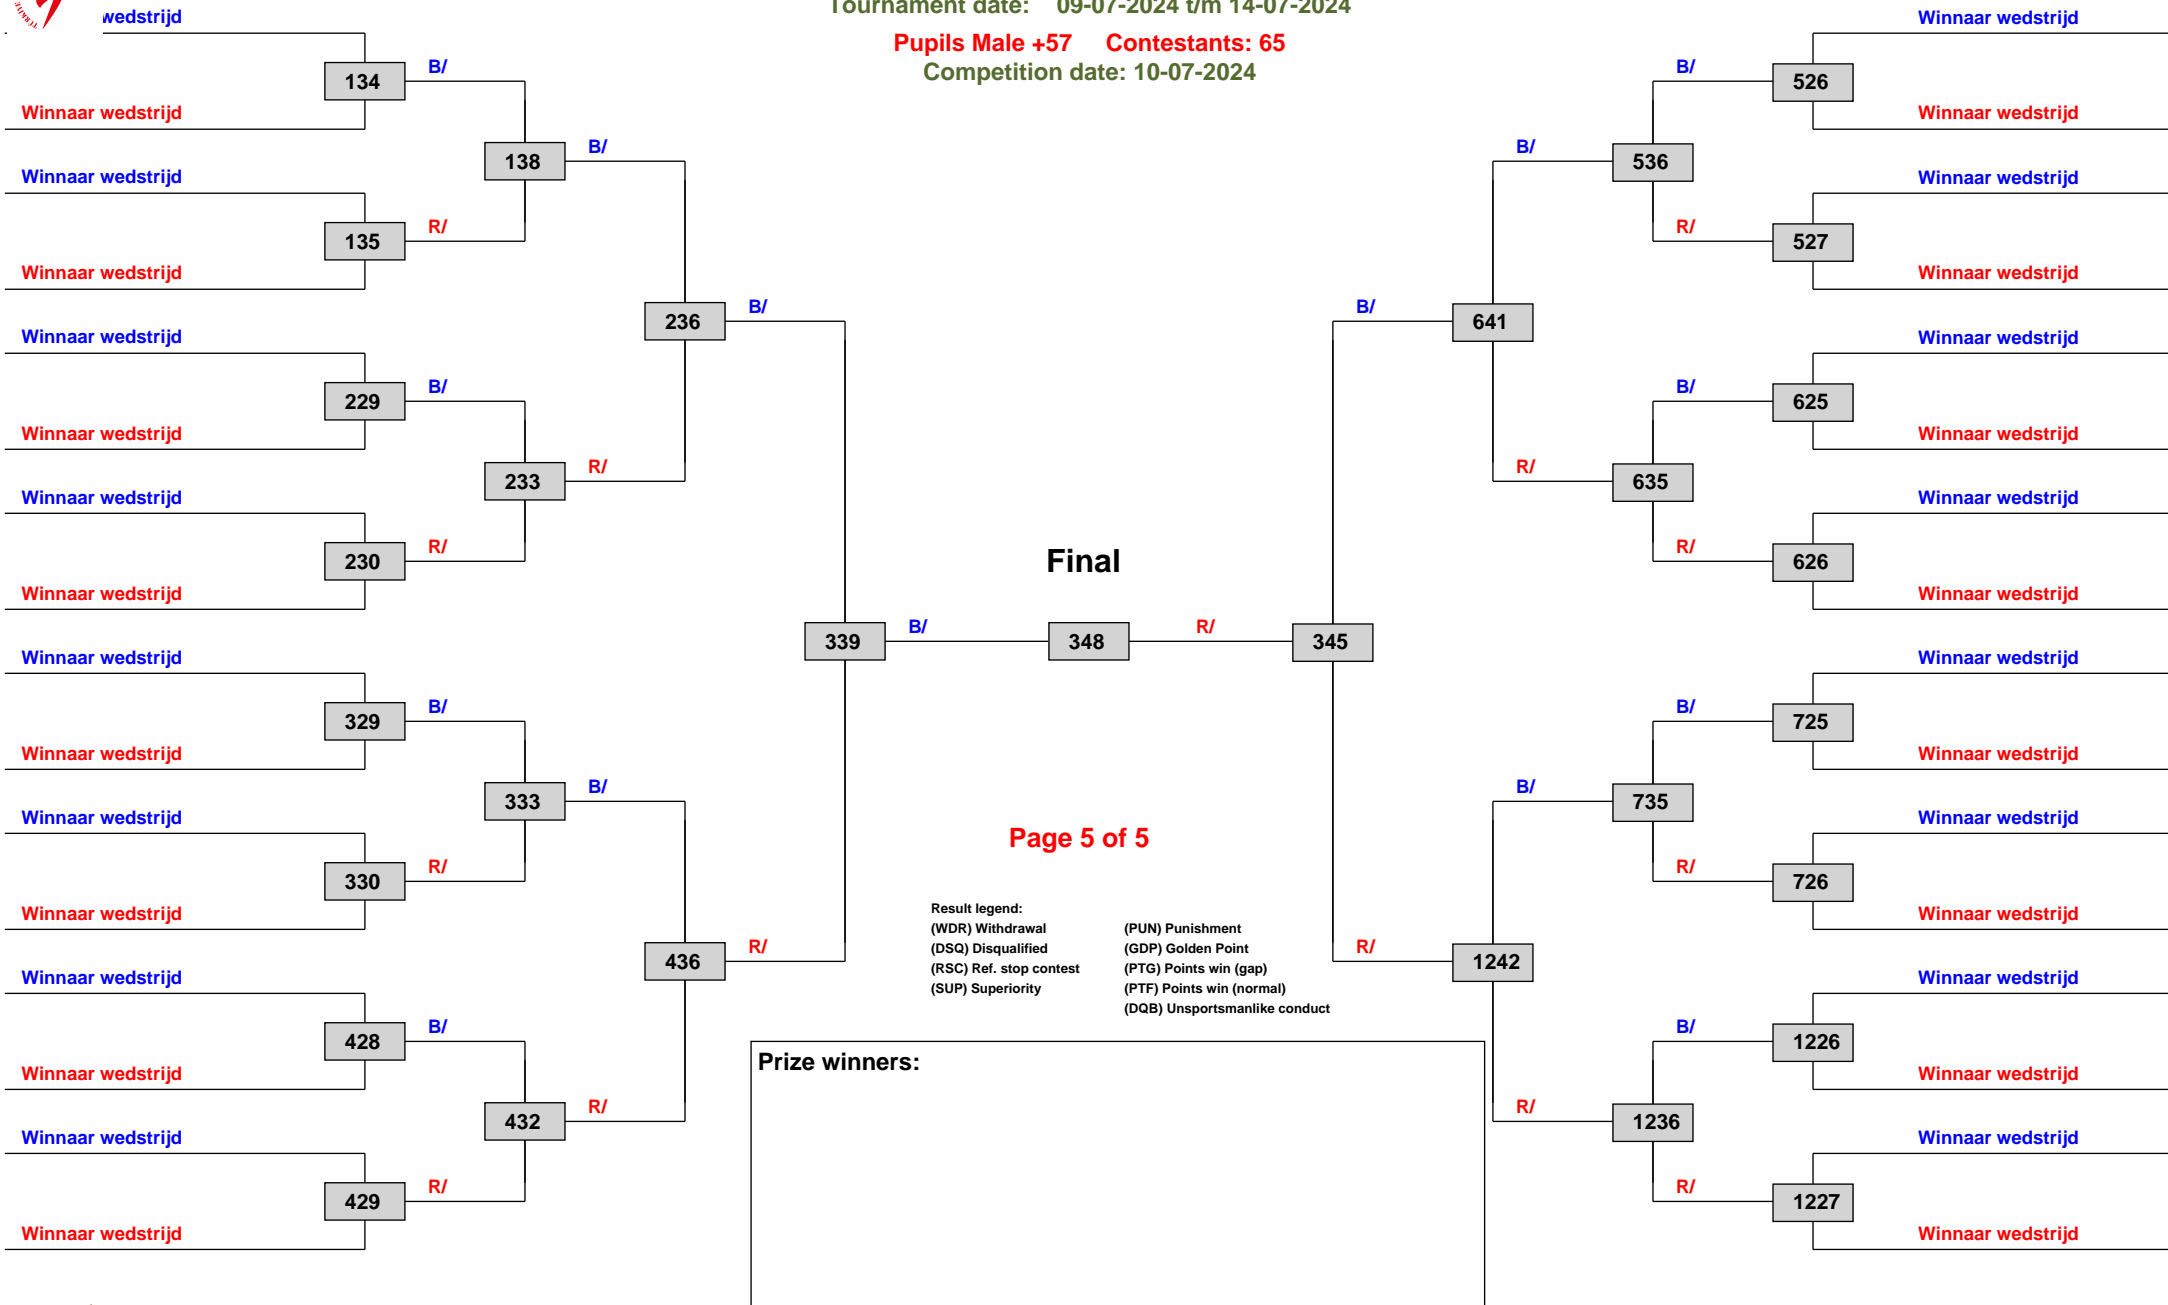 Tournament date: 09-07-2024 t/m 14-07-2024
Pupils Male +57 Contestants: 65
Competition date: 10-07-2024
TÜRKİYE
wedstrijd
134
B/
Winnaar wedstrijd
138
B/
Winnaar wedstrijd
135
R/
Winnaar wedstrijd
236
B/
Winnaar wedstrijd
229
B/
Winnaar wedstrijd
233
R/
Winnaar wedstrijd
230
R/
Winnaar wedstrijd
339
B/
Winnaar wedstrijd
329
B/
Winnaar wedstrijd
333
B/
Winnaar wedstrijd
330
R/
Winnaar wedstrijd
436
R/
Winnaar wedstrijd
428
B/
Winnaar wedstrijd
432
R/
Winnaar wedstrijd
429
R/
Winnaar wedstrijd
Final
348
R/
345
Page 5 of 5
Result legend:
(WDR) Withdrawal (PUN) Punishment
(DSQ) Disqualified (GDP) Golden Point
(RSC) Ref. stop contest (PTG) Points win (gap)
(SUP) Superiority (PTF) Points win (normal)
(DQB) Unsportsmanlike conduct
Prize winners:
Winnaar wedstrijd
B/
526
Winnaar wedstrijd
B/
536
Winnaar wedstrijd
R/
527
Winnaar wedstrijd
B/
641
Winnaar wedstrijd
B/
625
Winnaar wedstrijd
R/
635
Winnaar wedstrijd
R/
626
Winnaar wedstrijd
Winnaar wedstrijd
B/
725
Winnaar wedstrijd
B/
735
Winnaar wedstrijd
R/
726
Winnaar wedstrijd
R/
1242
Winnaar wedstrijd
B/
1226
Winnaar wedstrijd
R/
1236
Winnaar wedstrijd
R/
1227
Winnaar wedstrijd